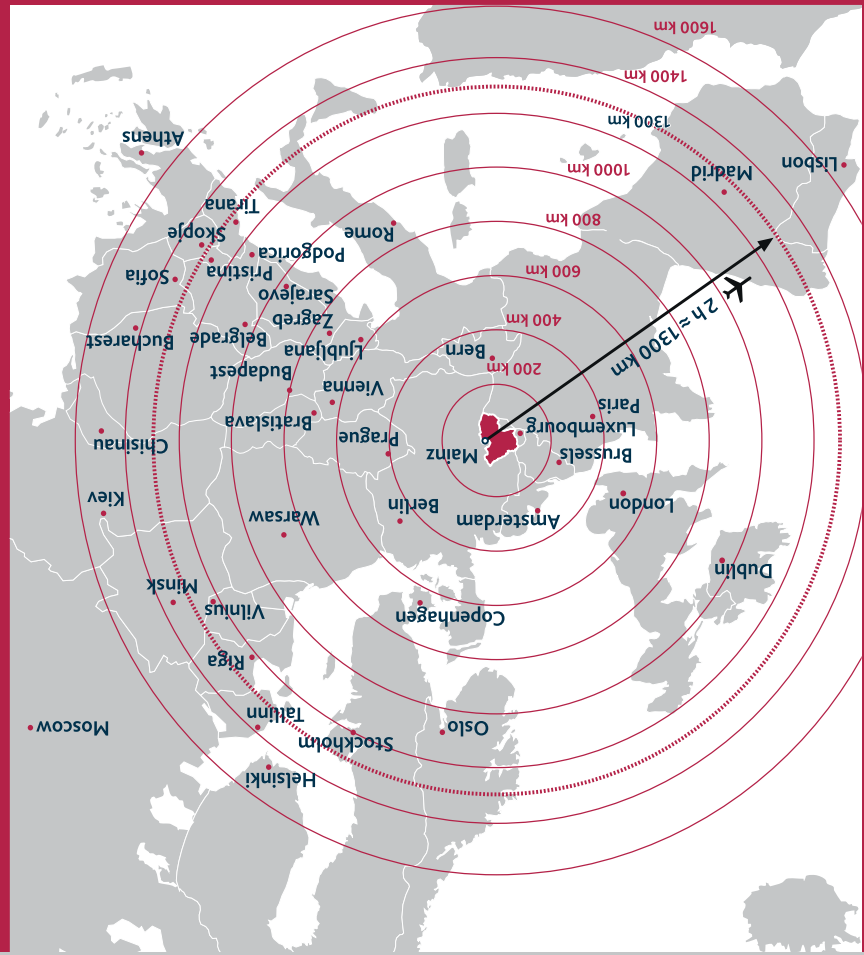 Helsinki
Stockholm
Oslo
Moscow
Tallinn
Riga
Copenhagen
Vilnius
Minsk
Dublin
Amsterdam
Warsaw
London
Berlin
Kiev
Brussels
Mainz
Chisinau
Prague
Luxembourg
Bratislava
Paris
Vienna
Budapest
200 km
Bern
Ljubljana
Belgrade
Bucharest
2 h ≈ 1300 km
400 km
Zagreb
Sarajevo
600 km
Pristina
Sofia
Podgorica
Rome
Skopje
800 km
Tirana
Madrid
1000 km
Lisbon
Athens
1300 km
1400 km
1600 km